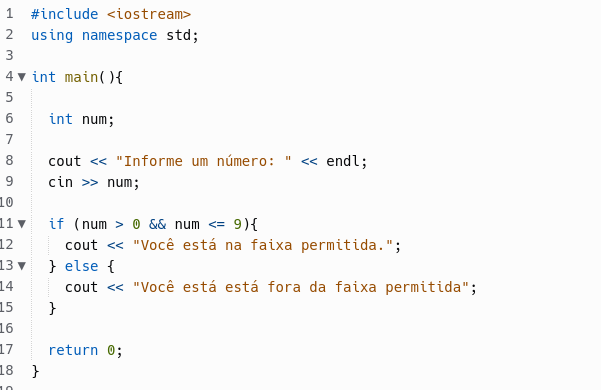 1 #include <iostream>
2 using namespace std;
3
4 ▼ int main(){
5
6 int num;
7
8 cout << "Informe um número: " << endl;
9 cin >> num;
10
11 ▼ if (num > 0 && num <= 9){
12 cout << "Você está na faixa permitida.";
13 ▼ } else {
14 cout << "Você está está fora da faixa permitida";
15 }
16
17 return 0;
18 }